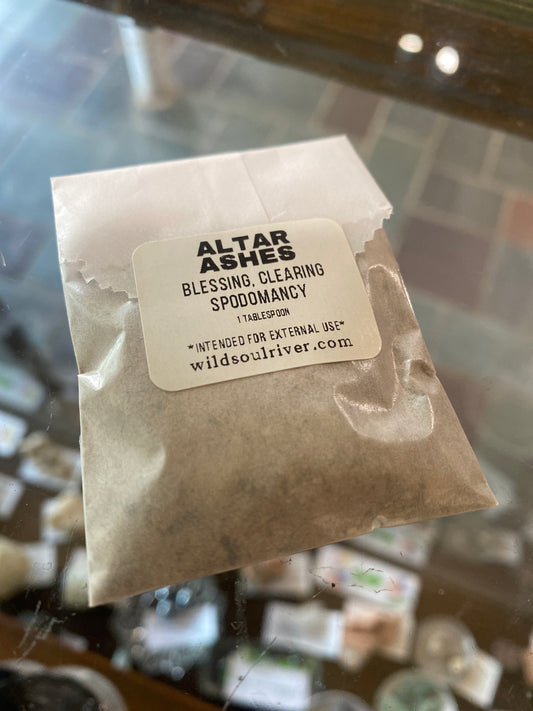 ALTAR
ASHES
BLESSING, CLEARING
SPODOMANCY
1 TABLESPOON
*INTENDED FOR EXTERNAL USE*
wildsoulriver.com